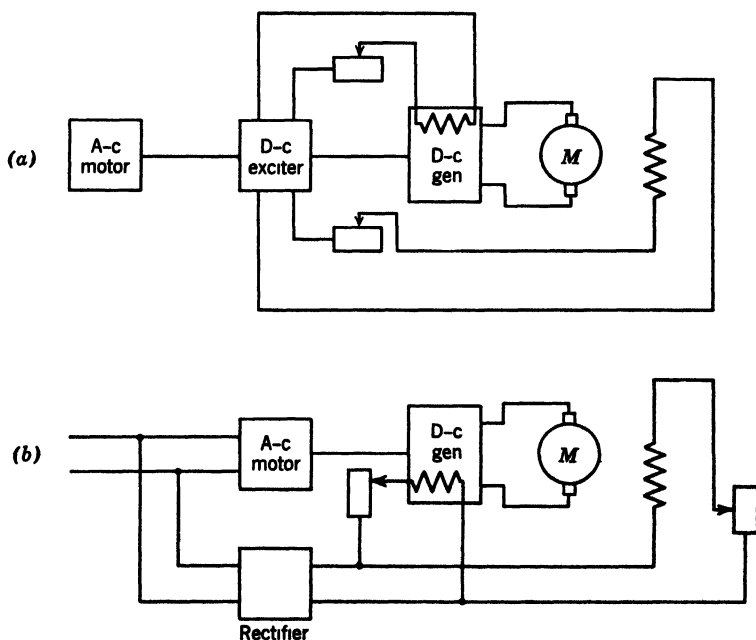 (a)
A-c
motor
D-c
exciter
D-c
gen
M
(b)
A-c
motor
D-c
gen
M
Rectifier